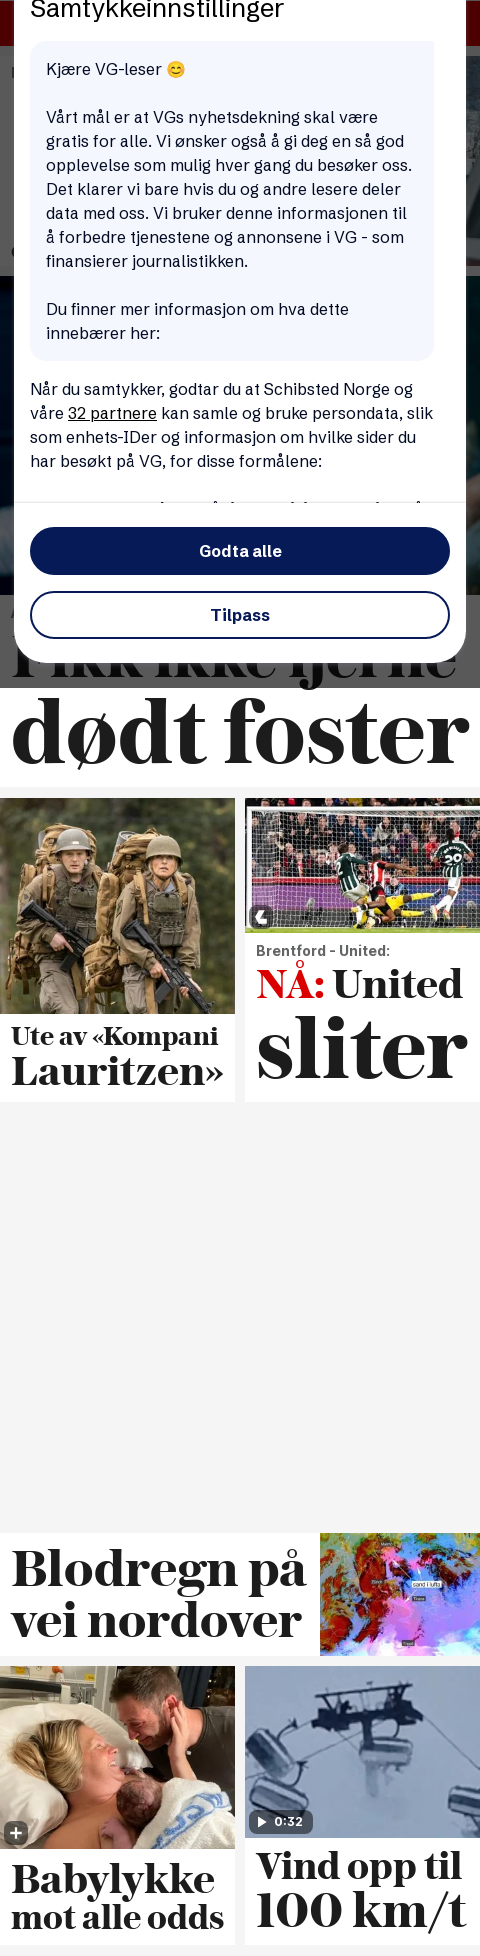 Samtykkeinnstillinger
Kjære VG-leser 😊
Vårt mål er at VGs nyhetsdekning skal være
gratis for alle. Vi ønsker også å gi deg en så god
opplevelse som mulig hver gang du besøker oss.
Det klarer vi bare hvis du og andre lesere deler
data med oss. Vi bruker denne informasjonen til
å forbedre tjenestene og annonsene i VG - som
finansierer journalistikken.
Du finner mer informasjon om hva dette
innebærer her:
Når du samtykker, godtar du at Schibsted Norge og
våre 32 partnere kan samle og bruke persondata, slik
som enhets-IDer og informasjon om hvilke sider du
har besøkt på VG, for disse formålene:
Godta alle
Tilpass
Fikk ikke fjerne
dødt foster
Ute av «Kompani
Lauritzen»
20
Brentford – United:
NÅ: United
sliter
Blodregn på
vei nordover
sand i lufta
0:32
Babylykke
mot alle odds
Vind opp til
100 km/t